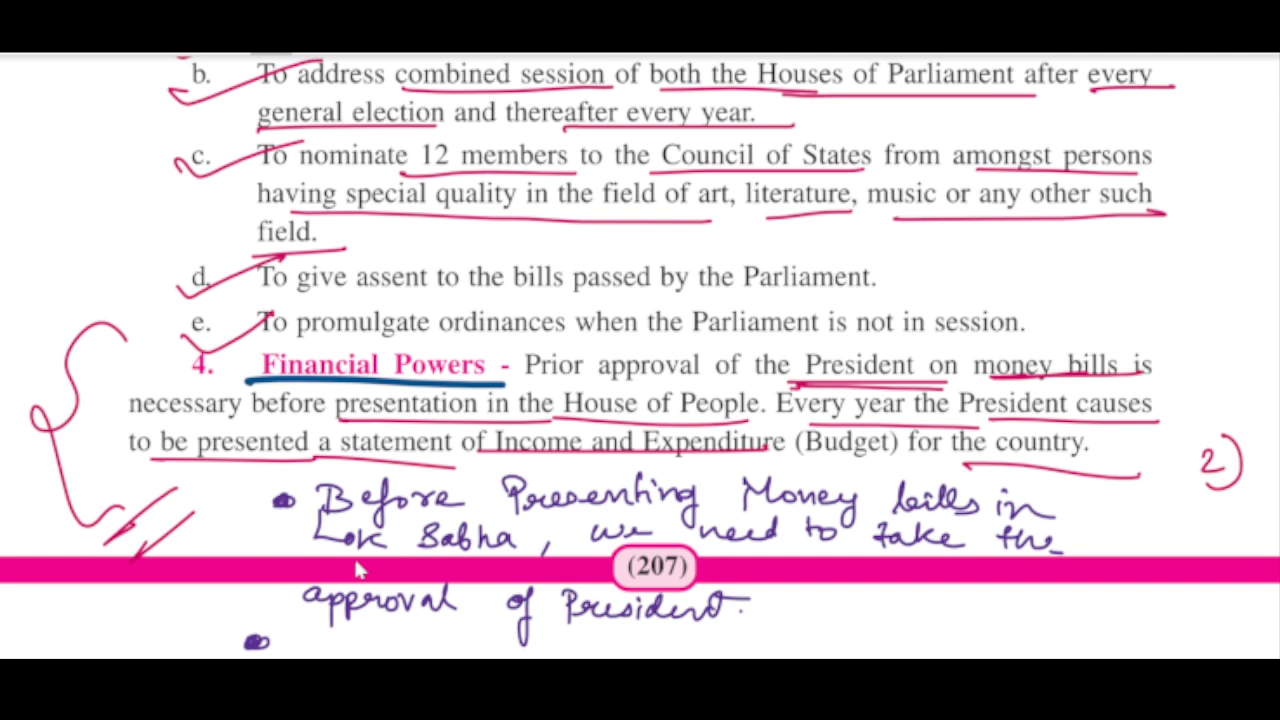 b. To address combined session of both the Houses of Parliament after every
general election and thereafter every year.
c. To nominate 12 members to the Council of States from amongst persons
having special quality in the field of art, literature, music or any other such
field.
d. To give assent to the bills passed by the Parliament.
e. To promulgate ordinances when the Parliament is not in session.
4. Financial Powers - Prior approval of the President on money bills is
necessary before presentation in the House of People. Every year the President causes
to be presented a statement of Income and Expenditure (Budget) for the country.
2)
Before Presenting Money bills in
Lok Sabha, we need to take the
(207)
approval of President.